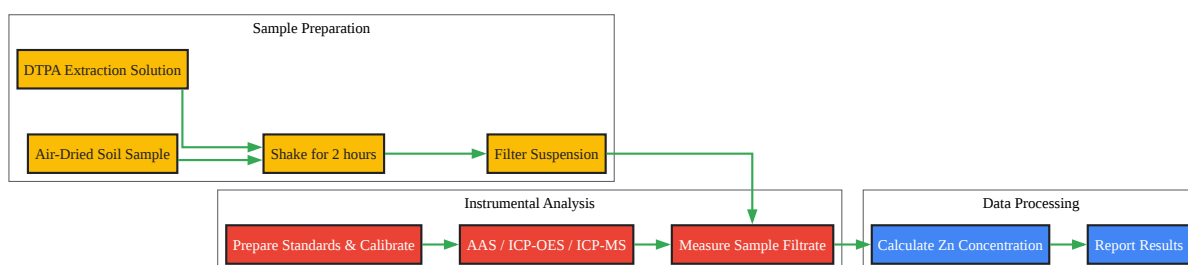 Sample Preparation
DTPA Extraction Solution
Air-Dried Soil Sample
Shake for 2 hours
Filter Suspension
Instrumental Analysis
Prepare Standards & Calibrate
AAS / ICP-OES / ICP-MS
Measure Sample Filtrate
Data Processing
Calculate Zn Concentration
Report Results